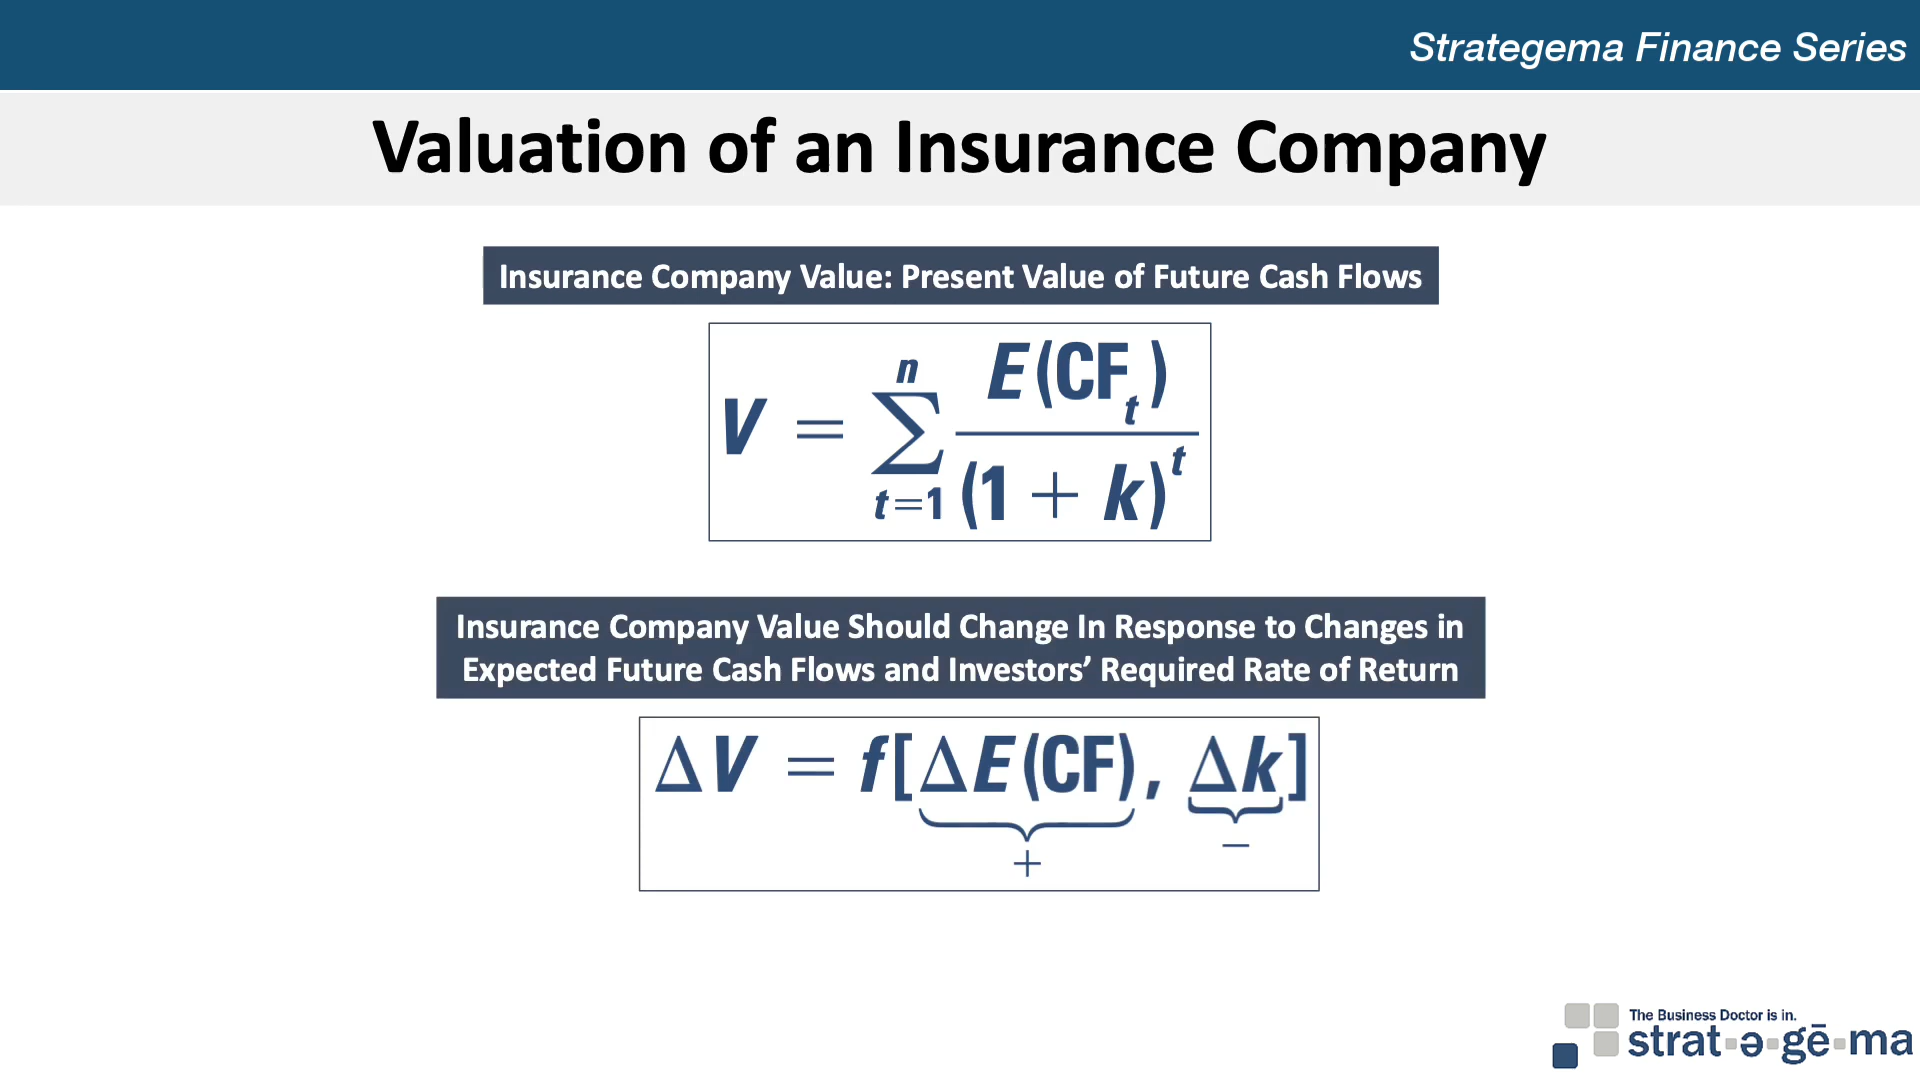 Strategema Finance Series
Valuation of an Insurance Company
Insurance Company Value: Present Value of Future Cash Flows
n
E(CFt)
V = ∑
t=1 (1 + k)^t
Insurance Company Value Should Change In Response to Changes in
Expected Future Cash Flows and Investors’ Required Rate of Return
ΔV = f[ΔE(CF), Δk]
+ −
The Business Doctor is in.
strat▪ə▪gē▪ma